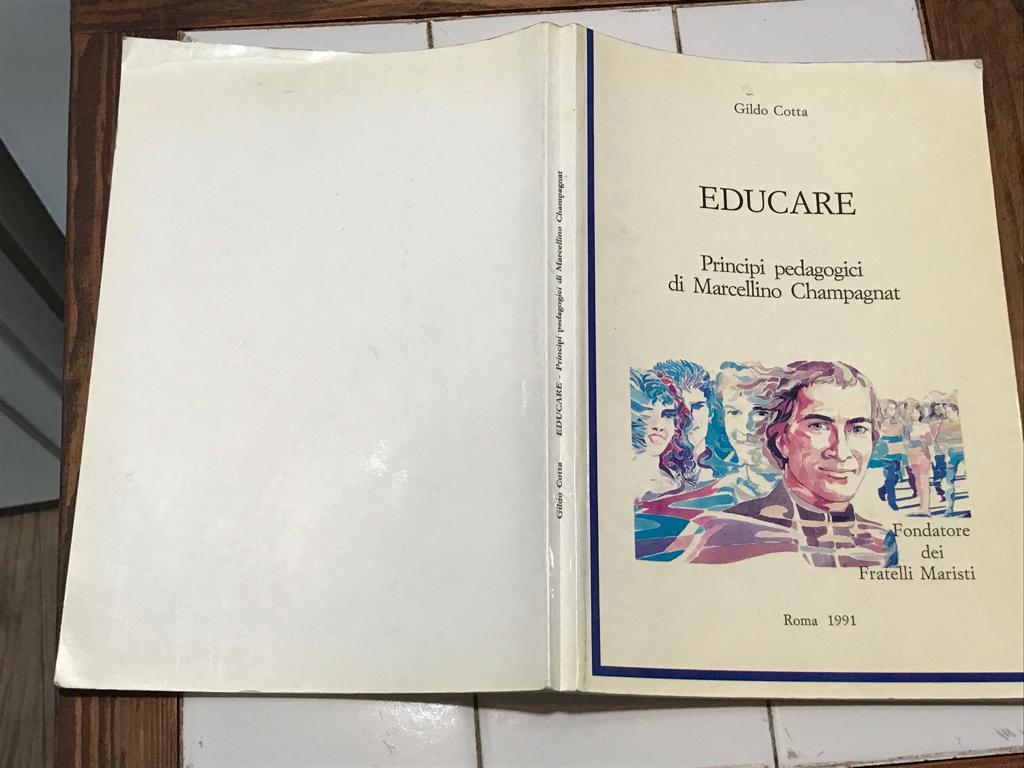 Gildo Cotta EDUCARE - Principi pedagogici di Marcellino Champagnat
Gildo Cotta
EDUCARE
Principi pedagogici
di Marcellino Champagnat
Fondatore
dei
Fratelli Maristi
Roma 1991